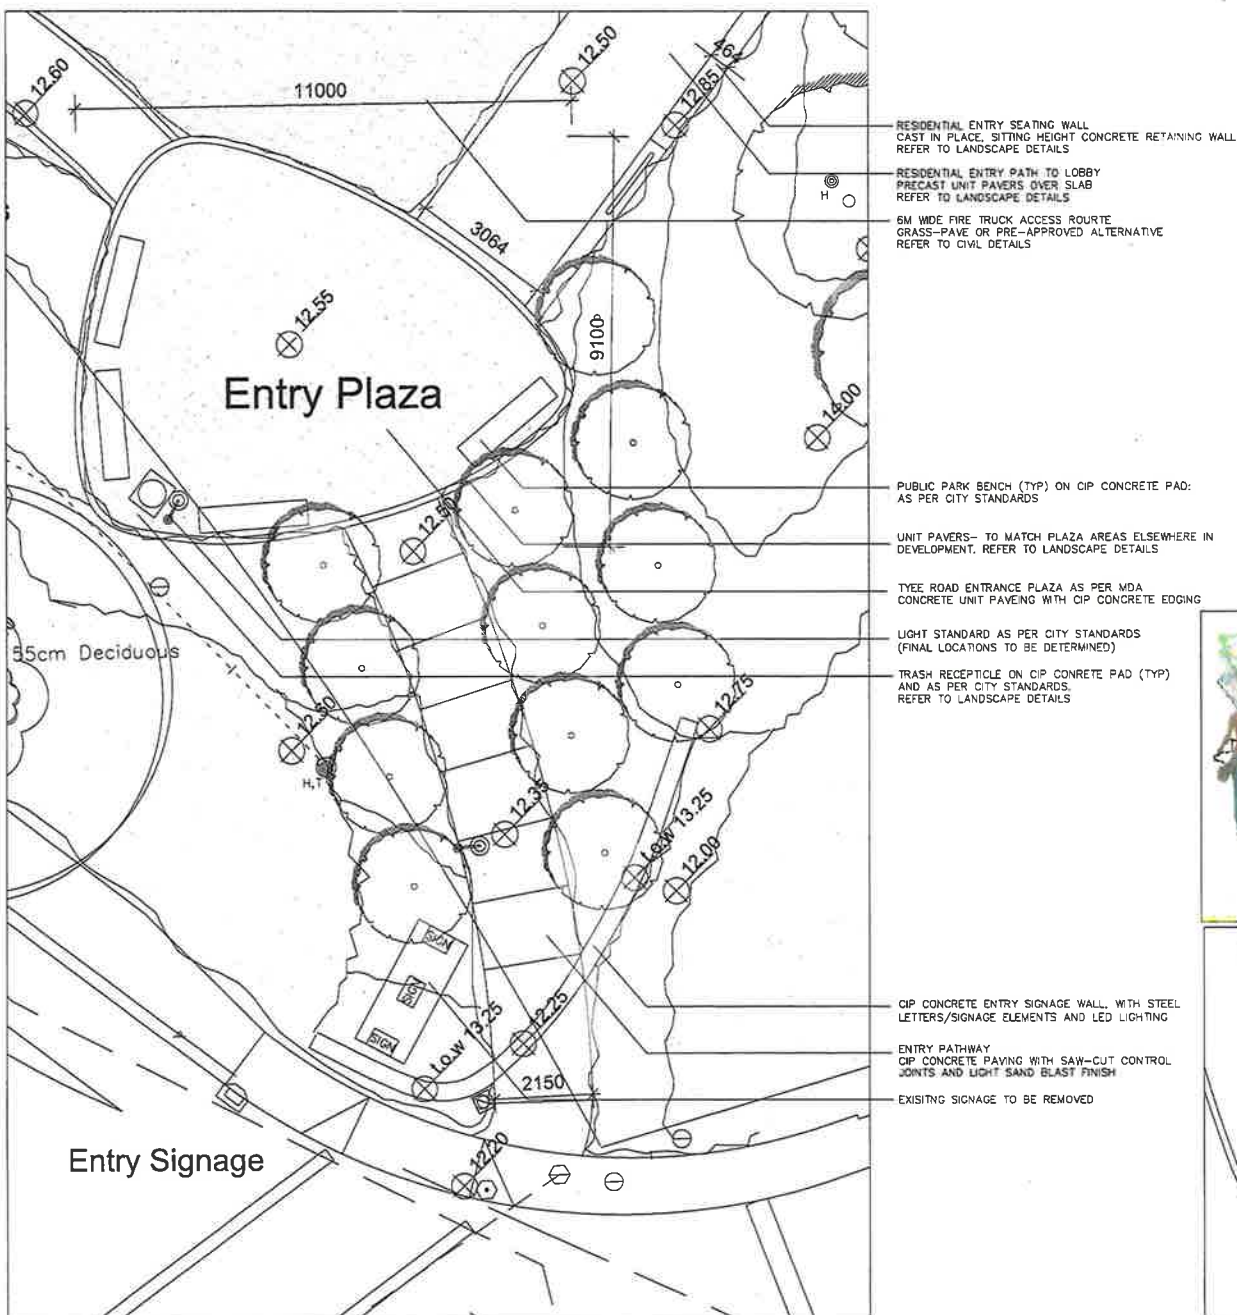 12.60
11000
12.50
464
12.85
RESIDENTIAL ENTRY SEATING WALL
CAST IN PLACE, SITTING HEIGHT CONCRETE RETAINING WALL
REFER TO LANDSCAPE DETAILS
RESIDENTIAL ENTRY PATH TO LOBBY
PRECAST UNIT PAVERS OVER SLAB
REFER TO LANDSCAPE DETAILS
H
6M WIDE FIRE TRUCK ACCESS ROURTE
GRASS-PAVE OR PRE-APPROVED ALTERNATIVE
REFER TO CIVIL DETAILS
3064
12.55
9100
Entry Plaza
14.00
PUBLIC PARK BENCH (TYP) ON CIP CONCRETE PAD:
AS PER CITY STANDARDS
12.50
UNIT PAVERS- TO MATCH PLAZA AREAS ELSEWHERE IN
DEVELOPMENT. REFER TO LANDSCAPE DETAILS
TYEE ROAD ENTRANCE PLAZA AS PER MDA
CONCRETE UNIT PAVEING WITH CIP CONCRETE EDGING
LIGHT STANDARD AS PER CITY STANDARDS
(FINAL LOCATIONS TO BE DETERMINED)
55cm Deciduous
TRASH RECEPTICLE ON CIP CONRETE PAD (TYP)
AND AS PER CITY STANDARDS.
REFER TO LANDSCAPE DETAILS
12.75
12.50
H,T
12.35
t.o.w 13.25
12.00
SIGN
SIGN
SIGN
CIP CONCRETE ENTRY SIGNAGE WALL, WITH STEEL
LETTERS/SIGNAGE ELEMENTS AND LED LIGHTING
12.25
t.o.w 13.25
ENTRY PATHWAY
CIP CONCRETE PAVING WITH SAW-CUT CONTROL
JOINTS AND LIGHT SAND BLAST FINISH
2150
EXISITNG SIGNAGE TO BE REMOVED
12.20
Entry Signage